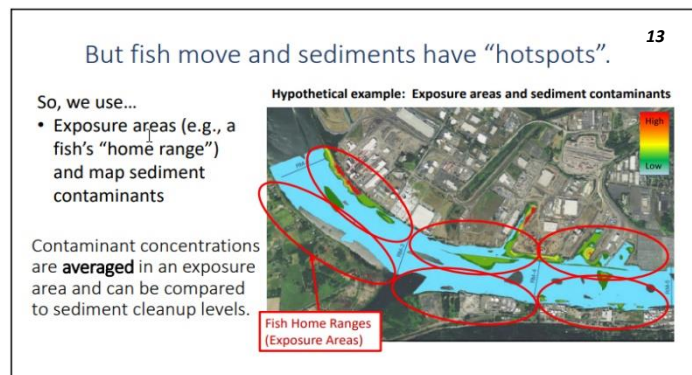 13
But fish move and sediments have “hotspots”.
So, we use…
• Exposure areas (e.g., a
fish’s “home range”)
and map sediment
contaminants
Contaminant concentrations
are averaged in an exposure
area and can be compared
to sediment cleanup levels.
Hypothetical example: Exposure areas and sediment contaminants
High
Low
Fish Home Ranges
(Exposure Areas)